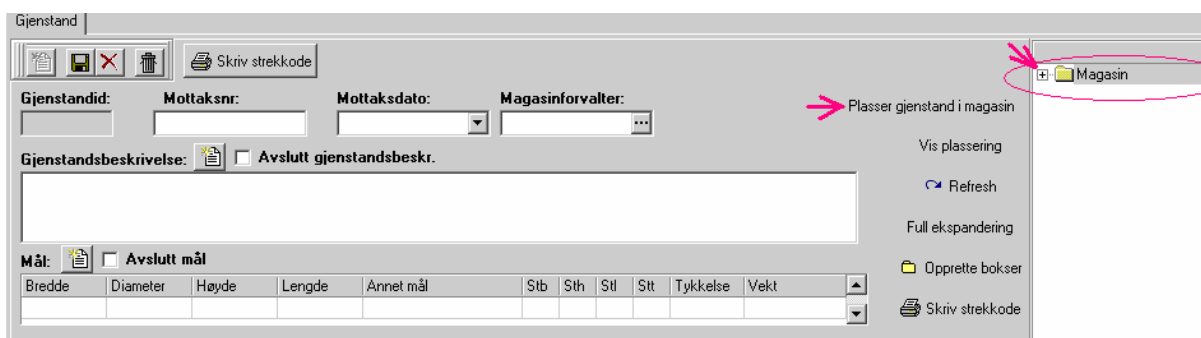 Gjenstand
Skriv strekkode
Magasin
Gjenstandid: Mottaksnr: Mottaksdato: Magasinforvalter:
Plasser gjenstand i magasin
Vis plassering
Gjenstandsbeskrivelse: Avslutt gjenstandsbeskr.
Refresh
Full ekspandering
Mål: Avslutt mål
Opprette bokser
Bredde Diameter Høyde Lengde Annet mål Stb Sth Stl Stt Tykkelse Vekt
Skriv strekkode